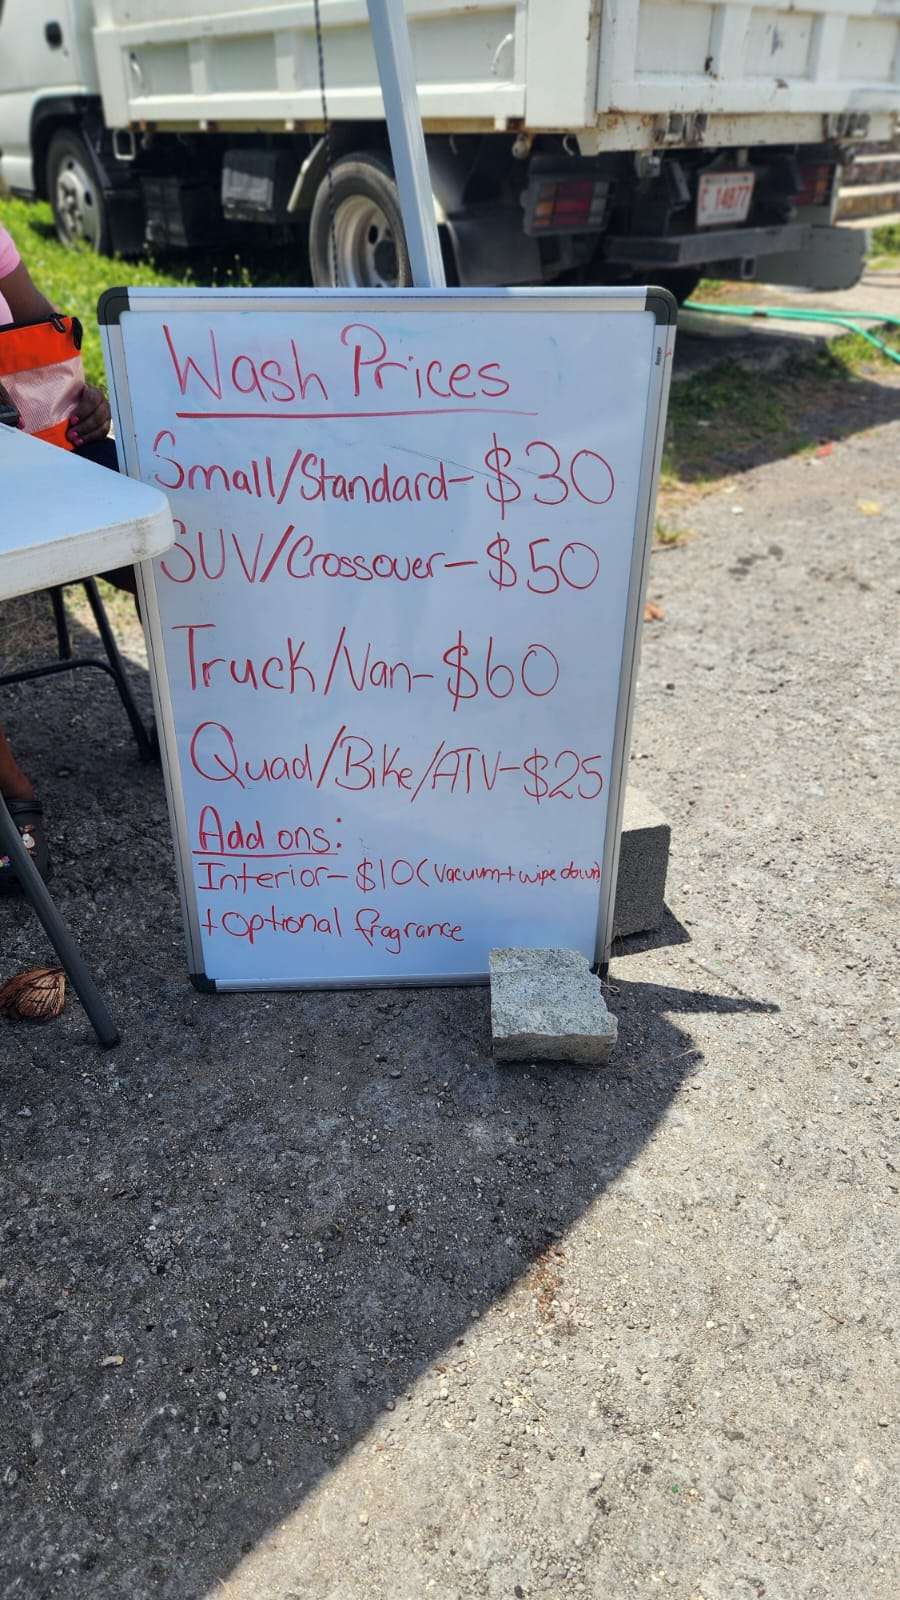 C 14877
Wash Prices
Small/Standard-$30
SUV/Crossover-$50
Truck/Van-$60
Quad/Bike/ATV-$25
Add ons:
Interior-$10(vacuum+wipe down)
+Optional fragrance